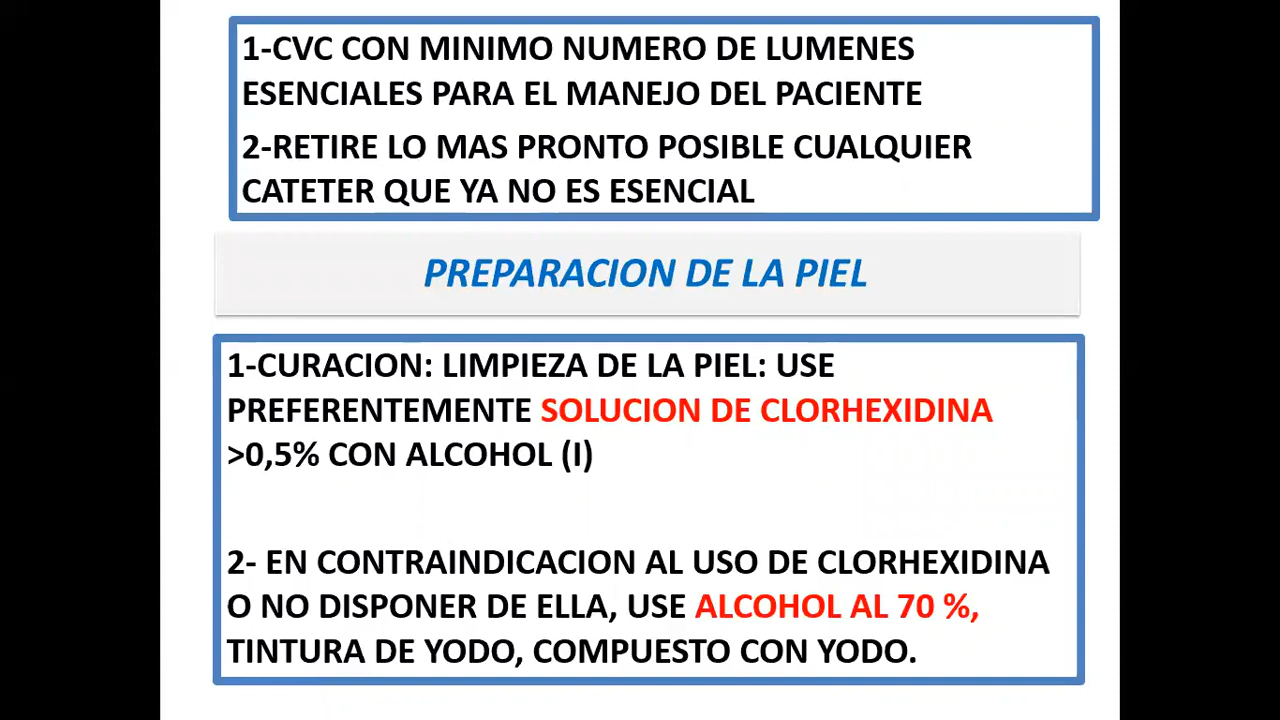 1-CVC CON MINIMO NUMERO DE LUMENES
ESENCIALES PARA EL MANEJO DEL PACIENTE
2-RETIRE LO MAS PRONTO POSIBLE CUALQUIER
CATETER QUE YA NO ES ESENCIAL
PREPARACION DE LA PIEL
1-CURACION: LIMPIEZA DE LA PIEL: USE
PREFERENTEMENTE SOLUCION DE CLORHEXIDINA
>0,5% CON ALCOHOL (I)
2- EN CONTRAINDICACION AL USO DE CLORHEXIDINA
O NO DISPONER DE ELLA, USE ALCOHOL AL 70 %,
TINTURA DE YODO, COMPUESTO CON YODO.